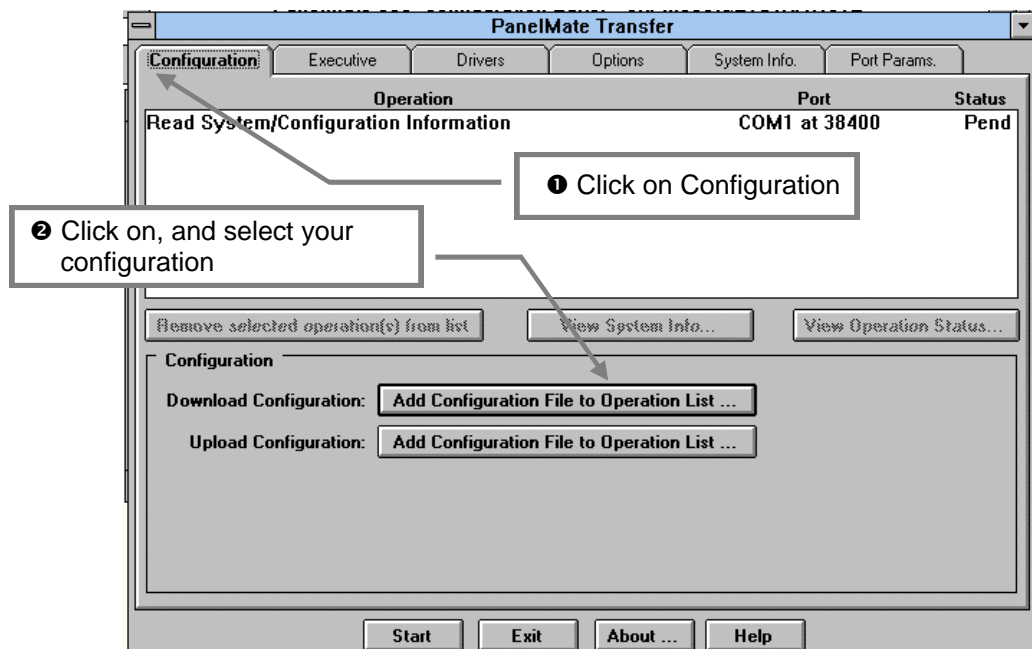 PanelMate Transfer
Configuration Executive Drivers Options System Info. Port Params.
Operation Port Status
Read System/Configuration Information COM1 at 38400 Pend
❶ Click on Configuration
❷ Click on, and select your
configuration
Remove selected operation(s) from list View System Info... View Operation Status...
Configuration
Download Configuration: Add Configuration File to Operation List ...
Upload Configuration: Add Configuration File to Operation List ...
Start Exit About ... Help